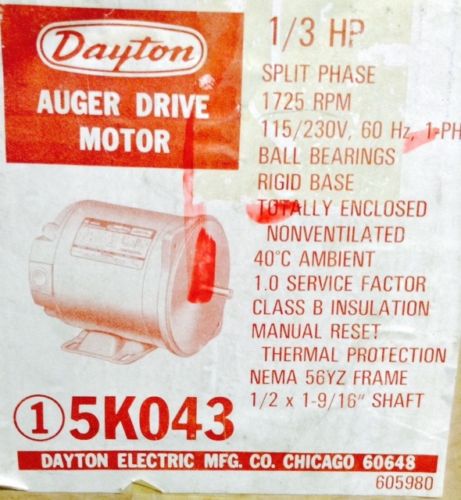 Dayton
AUGER DRIVE
MOTOR
1/3 HP
SPLIT PHASE
1725 RPM
115/230V, 60 Hz, 1-PH
BALL BEARINGS
RIGID BASE
TOTALLY ENCLOSED
NONVENTILATED
40°C AMBIENT
1.0 SERVICE FACTOR
CLASS B INSULATION
MANUAL RESET
THERMAL PROTECTION
NEMA 56YZ FRAME
1/2 x 1-9/16" SHAFT
① 5K043
DAYTON ELECTRIC MFG. CO. CHICAGO 60648
605980